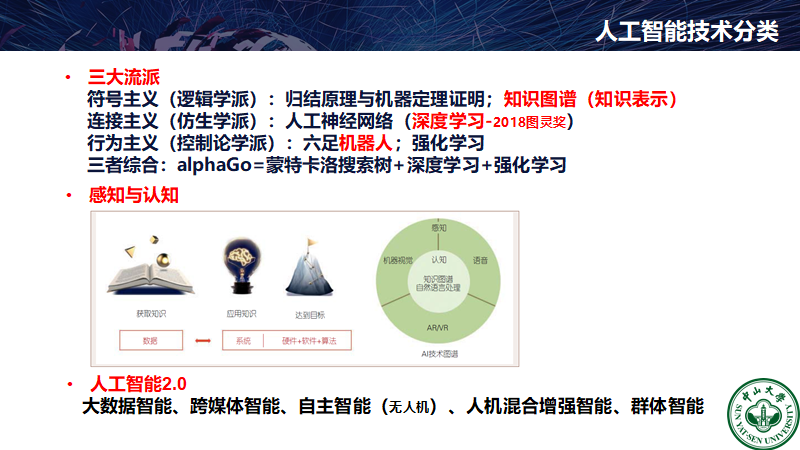 人工智能技术分类
• 三大流派
符号主义（逻辑学派）：归结原理与机器定理证明；知识图谱（知识表示）
连接主义（仿生学派）：人工神经网络（深度学习-2018图灵奖）
行为主义（控制论学派）：六足机器人；强化学习
三者综合：alphaGo=蒙特卡洛搜索树+深度学习+强化学习
• 感知与认知
获取知识
应用知识
达到目标
数据
系统
硬件+软件+算法
感知
机器视觉
认知
语音
知识图谱
自然语言处理
AR/VR
AI技术图谱
• 人工智能2.0
大数据智能、跨媒体智能、自主智能（无人机）、人机混合增强智能、群体智能
中山大学
SUN YAT-SEN UNIVERSITY